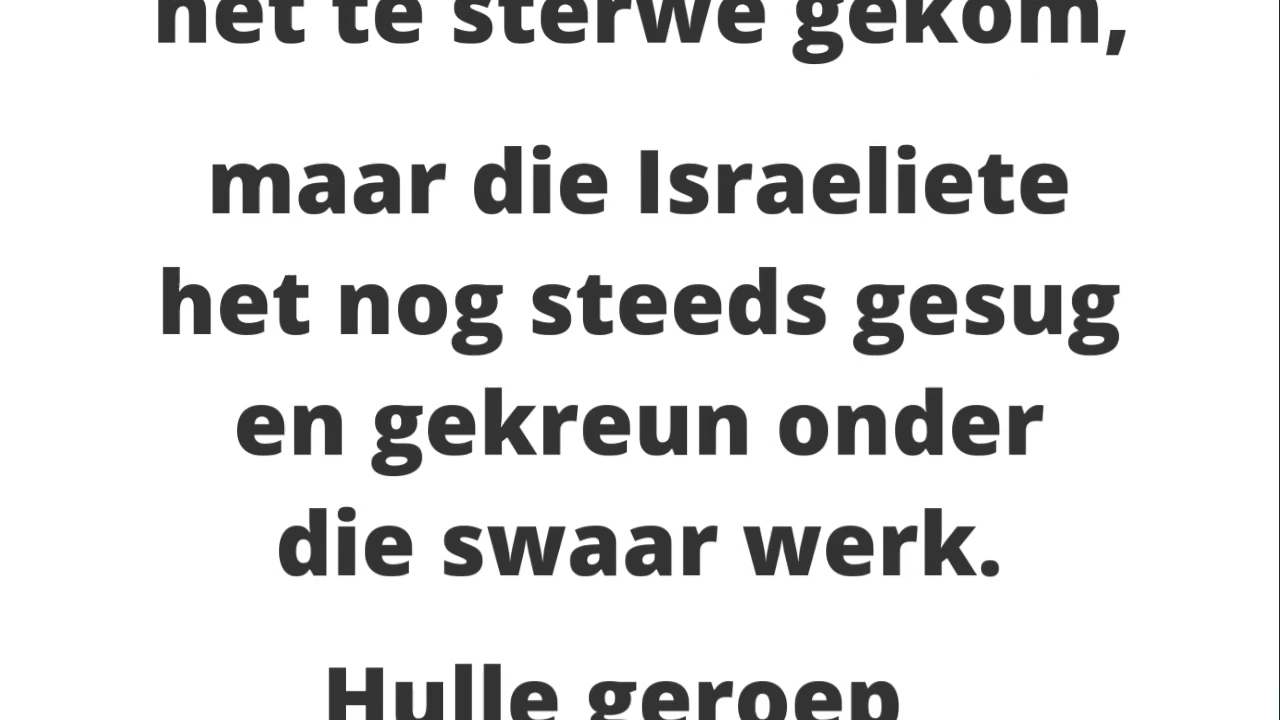 het te sterwe gekom,
maar die Israeliete
het nog steeds gesug
en gekreun onder
die swaar werk.
Hulle geroep